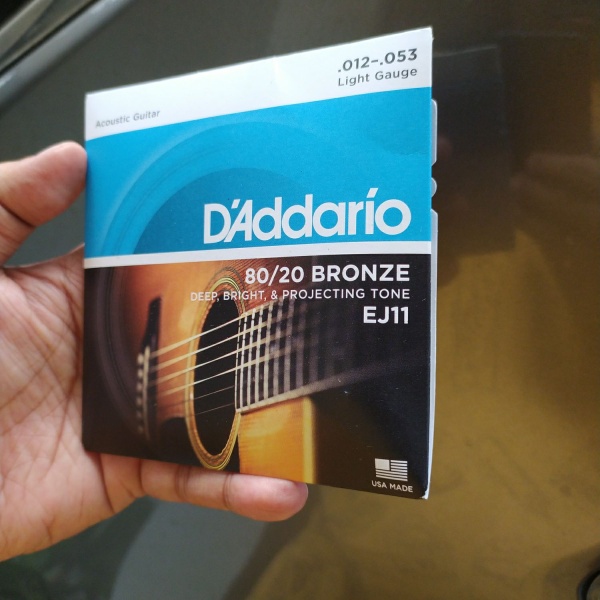 .012–.053
Light Gauge
Acoustic Guitar
D'Addarío
80/20 BRONZE
DEEP, BRIGHT, & PROJECTING TONE
EJ11
USA MADE